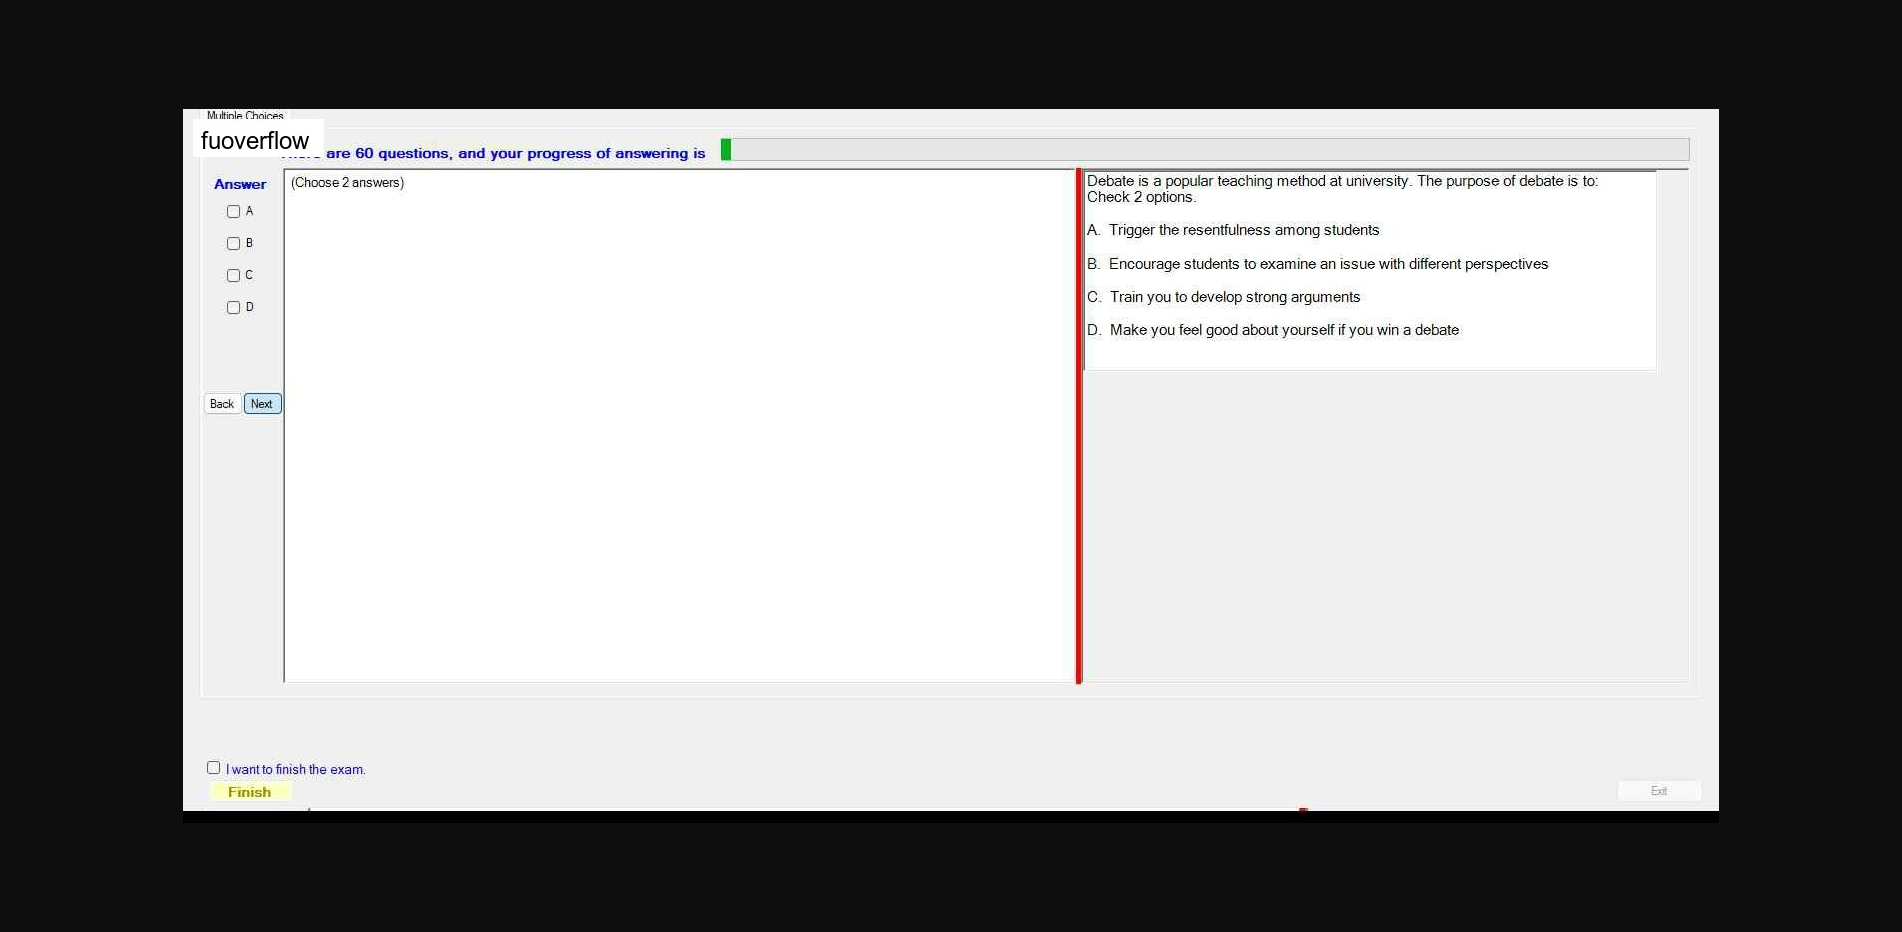 Multiple Choices
fuoverflow
are 60 questions, and your progress of answering is
Answer
(Choose 2 answers)
A
B
C
D
Back Next
Debate is a popular teaching method at university. The purpose of debate is to:
Check 2 options.
A. Trigger the resentfulness among students
B. Encourage students to examine an issue with different perspectives
C. Train you to develop strong arguments
D. Make you feel good about yourself if you win a debate
I want to finish the exam.
Finish
Exit